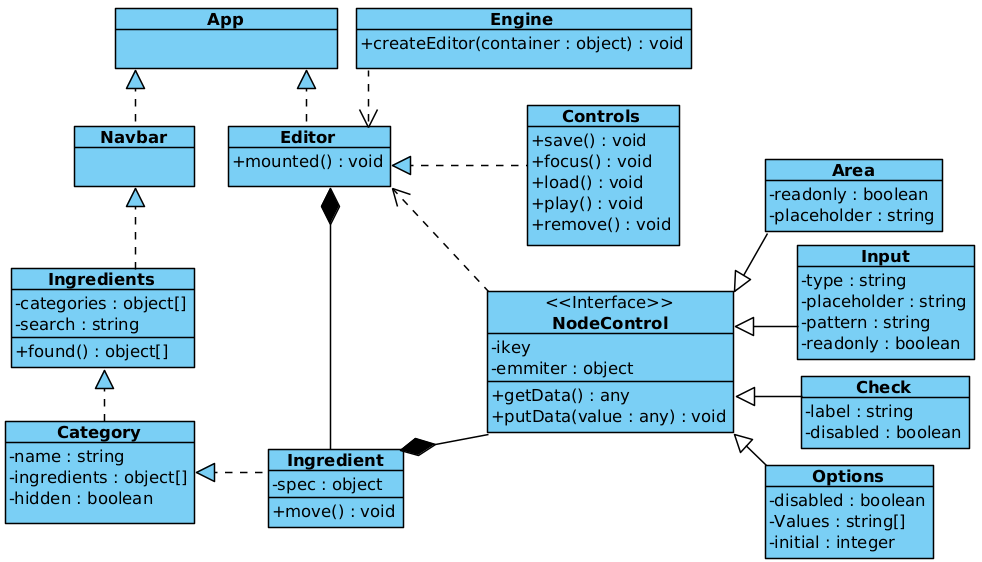 App
Engine
+createEditor(container : object) : void
Navbar
Editor
+mounted() : void
Controls
+save() : void
+focus() : void
+load() : void
+play() : void
+remove() : void
Area
-readonly : boolean
-placeholder : string
Input
-type : string
-placeholder : string
-pattern : string
-readonly : boolean
Ingredients
-categories : object[]
-search : string
+found() : object[]
<<Interface>>
NodeControl
-ikey
-emmiter : object
+getData() : any
+putData(value : any) : void
Check
-label : string
-disabled : boolean
Category
-name : string
-ingredients : object[]
-hidden : boolean
Ingredient
-spec : object
+move() : void
Options
-disabled : boolean
-Values : string[]
-initial : integer